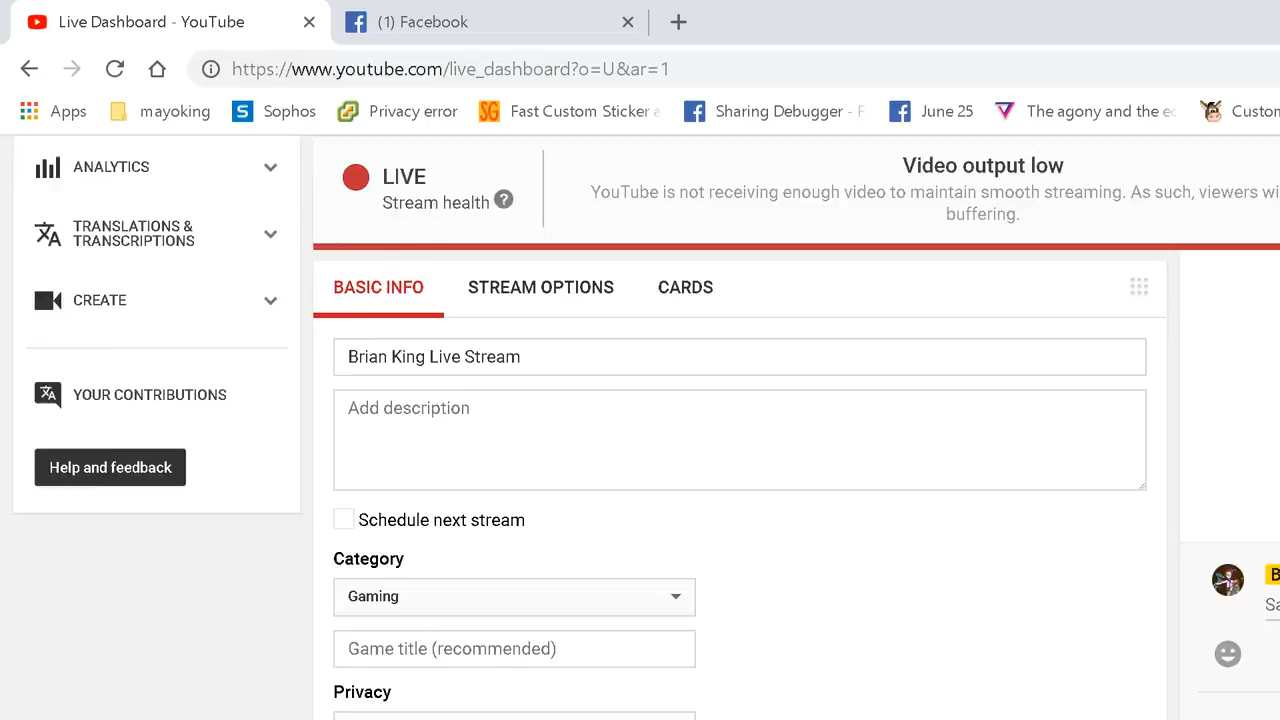 Live Dashboard - YouTube
(1) Facebook
https://www.youtube.com/live_dashboard?o=U&ar=1
Apps
mayoking
Sophos
Privacy error
Fast Custom Sticker a
Sharing Debugger - F
June 25
The agony and the ec
Custo
ANALYTICS
TRANSLATIONS &
TRANSCRIPTIONS
CREATE
YOUR CONTRIBUTIONS
Help and feedback
LIVE
Stream health ?
Video output low
YouTube is not receiving enough video to maintain smooth streaming. As such, viewers wi
buffering.
BASIC INFO
STREAM OPTIONS
CARDS
Brian King Live Stream
Add description
Schedule next stream
Category
Gaming
Game title (recommended)
Privacy
B
Sa